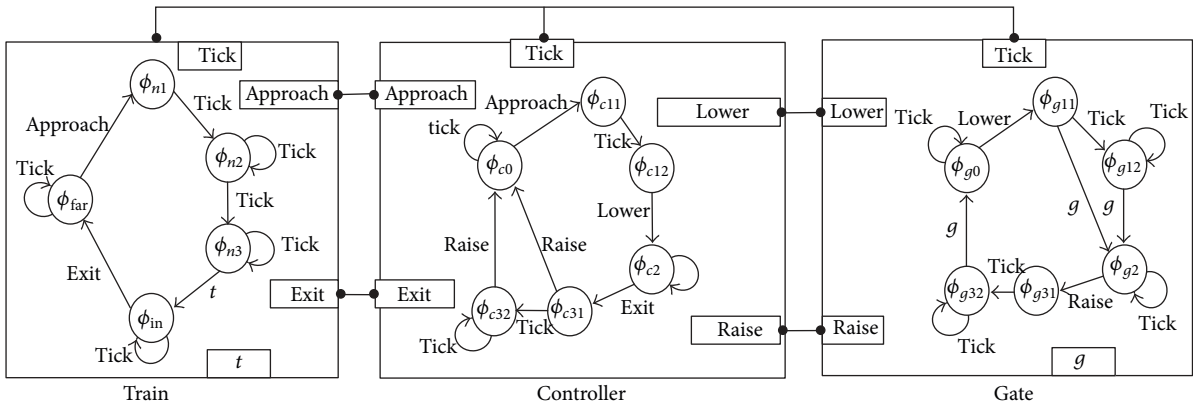 Tick
Approach
Exit
t
ϕn1
Tick
ϕn2
Tick
Tick
ϕn3
Tick
t
ϕin
Tick
Exit
ϕfar
Tick
Approach
Train
Tick
Approach
Exit
Lower
Raise
tick
ϕc0
Approach
ϕc11
Tick
ϕc12
Lower
ϕc2
Exit
ϕc31
Tick
ϕc32
Tick
Raise
Raise
Controller
Tick
Lower
Raise
g
Tick
ϕg0
Lower
ϕg11
Tick
Tick
ϕg12
g
g
ϕg2
Tick
Raise
ϕg31
Tick
ϕg32
Tick
g
Gate